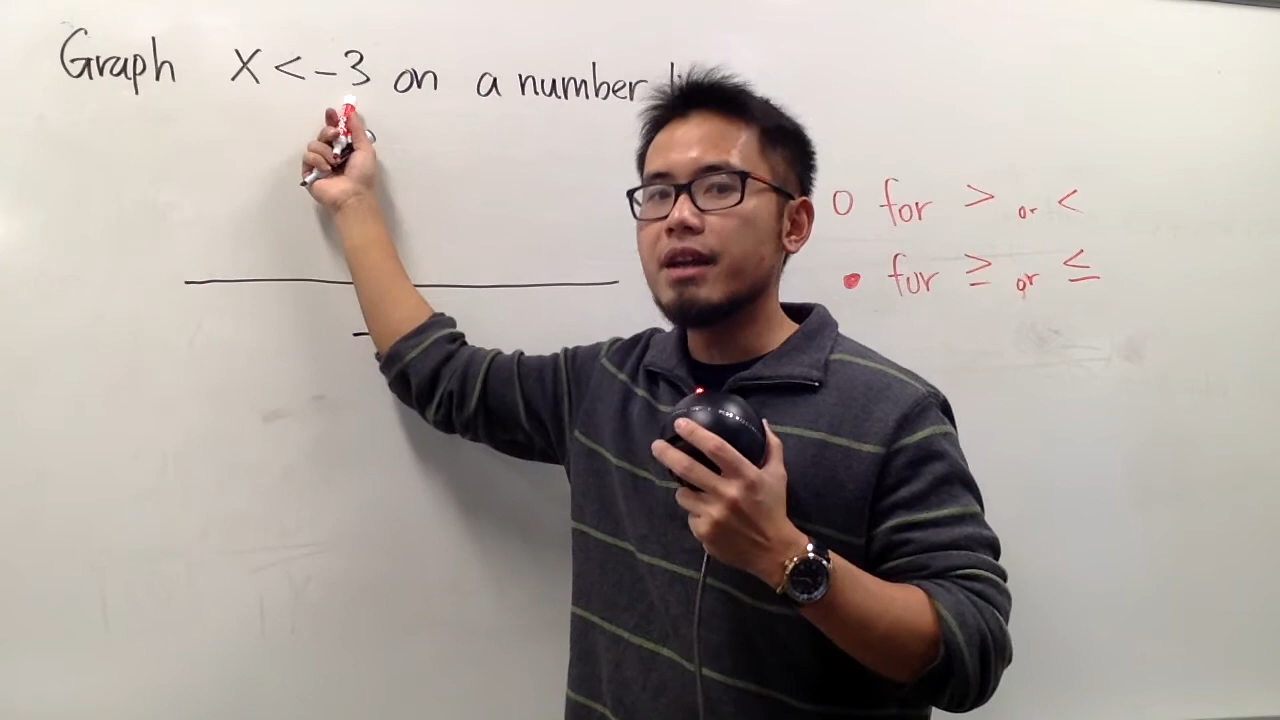 Graph x < -3 on a number
o for > or <
• for ≥ or ≤